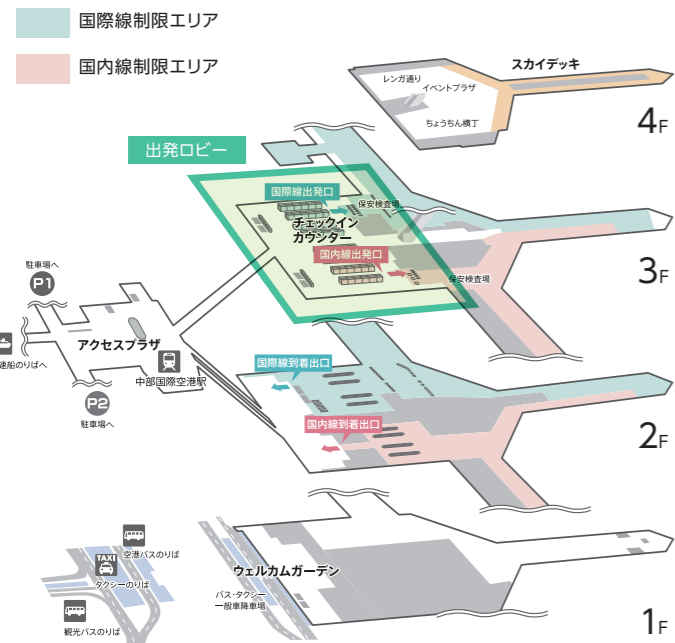 国際線制限エリア
国内線制限エリア
スカイデッキ
レンガ通り
イベントプラザ
ちょうちん横丁
4F
出発ロビー
国際線出発口
保安検査場
チェックイン
カウンター
国内線出発口
保安検査場
3F
駐車場へ
P1
アクセスプラザ
速船のりばへ
中部国際空港駅
P2
駐車場へ
国際線到着出口
国内線到着出口
2F
空港バスのりば
TAXI
タクシーのりば
観光バスのりば
ウェルカムガーデン
バス・タクシー
一般車降車場
1F